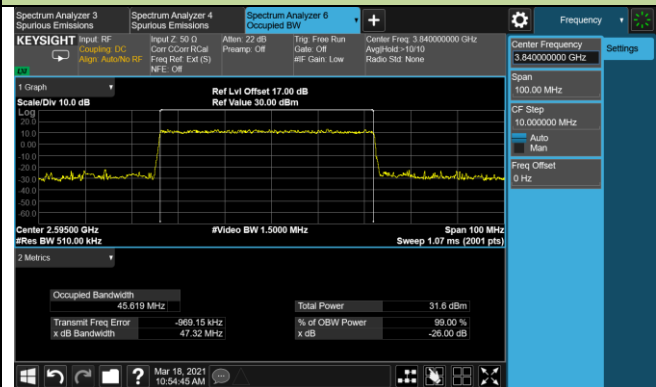 Spectrum Analyzer 3
Spurious Emissions
Spectrum Analyzer 4
Spurious Emissions
Spectrum Analyzer 6
Occupied BW
Frequency
KEYSIGHT
Input: RF
Coupling: DC
Align: Auto/No RF
Input Z: 50 Ω
Corr CCorr RCal
Freq Ref: Ext (S)
NFE: Off
Atten: 22 dB
Preamp: Off
Trig: Free Run
Gate: Off
#IF Gain: Low
Center Freq: 3.840000000 GHz
Avg|Hold:>10/10
Radio Std: None
Center Frequency
3.840000000 GHz
Settings
Span
100.00 MHz
CF Step
10.000000 MHz
Auto
Man
Freq Offset
0 Hz
1 Graph
Scale/Div 10.0 dB
Ref Lvl Offset 17.00 dB
Ref Value 30.00 dBm
Log
20.0
10.0
0.00
-10.0
-20.0
-30.0
-40.0
-50.0
-60.0
Center 2.59500 GHz
#Res BW 510.00 kHz
#Video BW 1.5000 MHz
Span 100 MHz
Sweep 1.07 ms (2001 pts)
2 Metrics
Occupied Bandwidth
45.619 MHz
Total Power
31.6 dBm
Transmit Freq Error
-969.15 kHz
% of OBW Power
99.00 %
x dB Bandwidth
47.32 MHz
x dB
-26.00 dB
Mar 18, 2021
10:54:45 AM